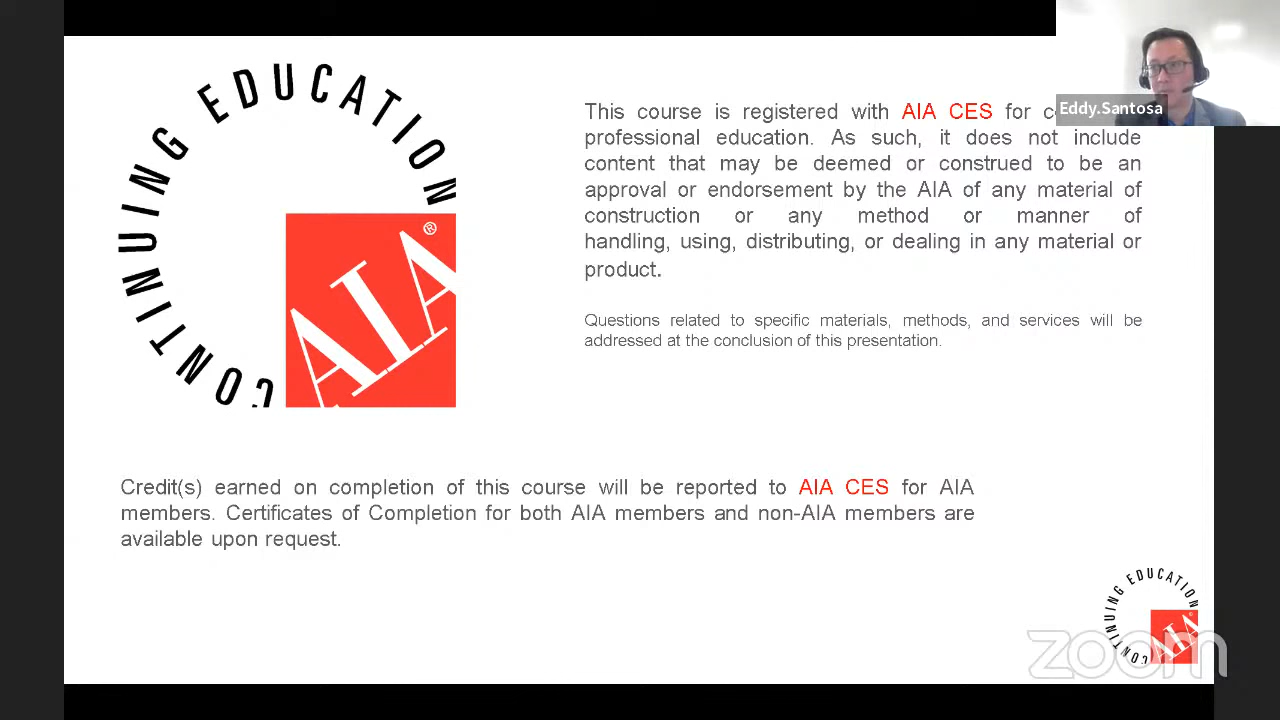 CONTINUING EDUCATION
AIA®
Eddy.Santosa
This course is registered with AIA CES for
professional education. As such, it does not include
content that may be deemed or construed to be an
approval or endorsement by the AIA of any material of
construction or any method or manner of
handling, using, distributing, or dealing in any material or
product.
Questions related to specific materials, methods, and services will be
addressed at the conclusion of this presentation.
Credit(s) earned on completion of this course will be reported to AIA CES for AIA
members. Certificates of Completion for both AIA members and non-AIA members are
available upon request.
CONTINUING EDUCATION
AIA
zoom